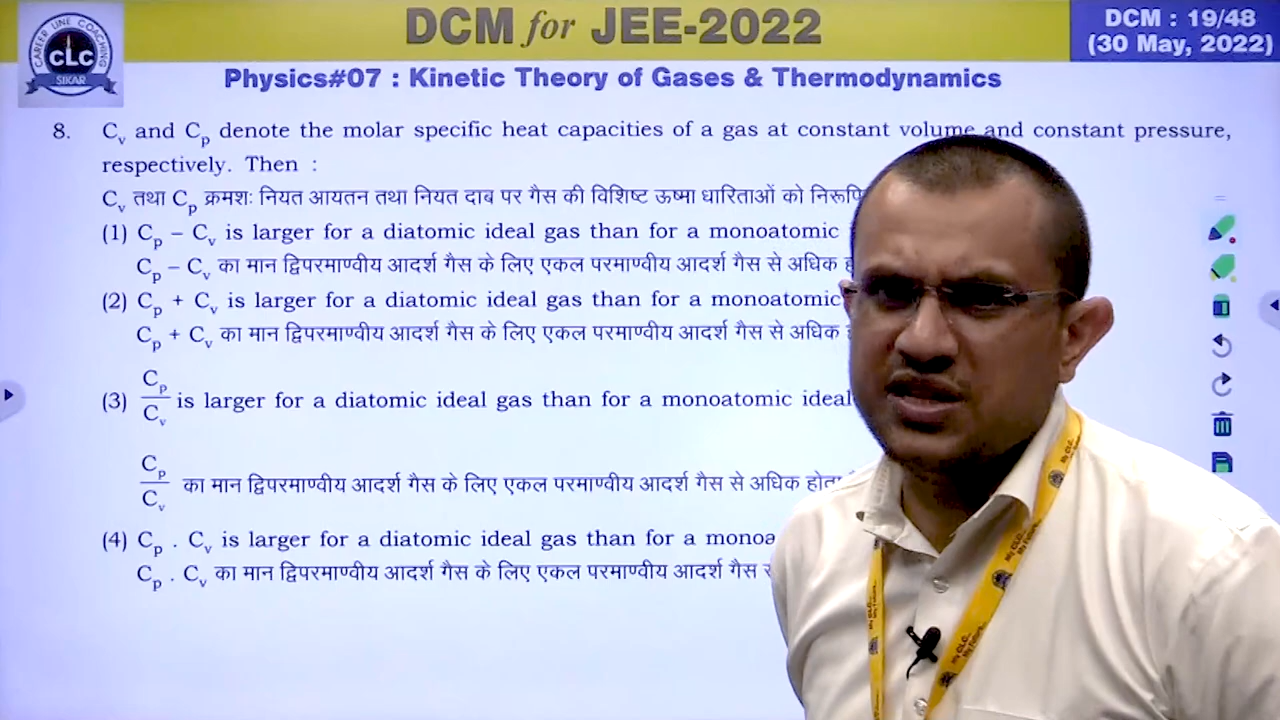 DCM for JEE-2022
DCM : 19/48
(30 May, 2022)
CAREER LINE COACHING
CLC
SIKAR
Physics#07 : Kinetic Theory of Gases & Thermodynamics
8. Cv and Cp denote the molar specific heat capacities of a gas at constant volume and constant pressure,
respectively. Then :
Cv तथा Cp क्रमशः नियत आयतन तथा नियत दाब पर गैस की विशिष्ट ऊष्मा धारिताओं को
(1) Cp – Cv is larger for a diatomic ideal gas than for a monoatomic
Cp – Cv का मान द्विपरमाण्वीय आदर्श गैस के लिए एकल परमाण्वीय आदर्श गैस से अधिक
(2) Cp + Cv is larger for a diatomic ideal gas than for a monoatomic
Cp + Cv का मान द्विपरमाण्वीय आदर्श गैस के लिए एकल परमाण्वीय आदर्श गैस से अधिक
(3) Cp/Cv is larger for a diatomic ideal gas than for a monoatomic ideal
Cp/Cv का मान द्विपरमाण्वीय आदर्श गैस के लिए एकल परमाण्वीय आदर्श गैस से अधिक
(4) Cp . Cv is larger for a diatomic ideal gas than for a
Cp . Cv का मान द्विपरमाण्वीय आदर्श गैस के लिए एकल परमाण्वीय आदर्श गैस